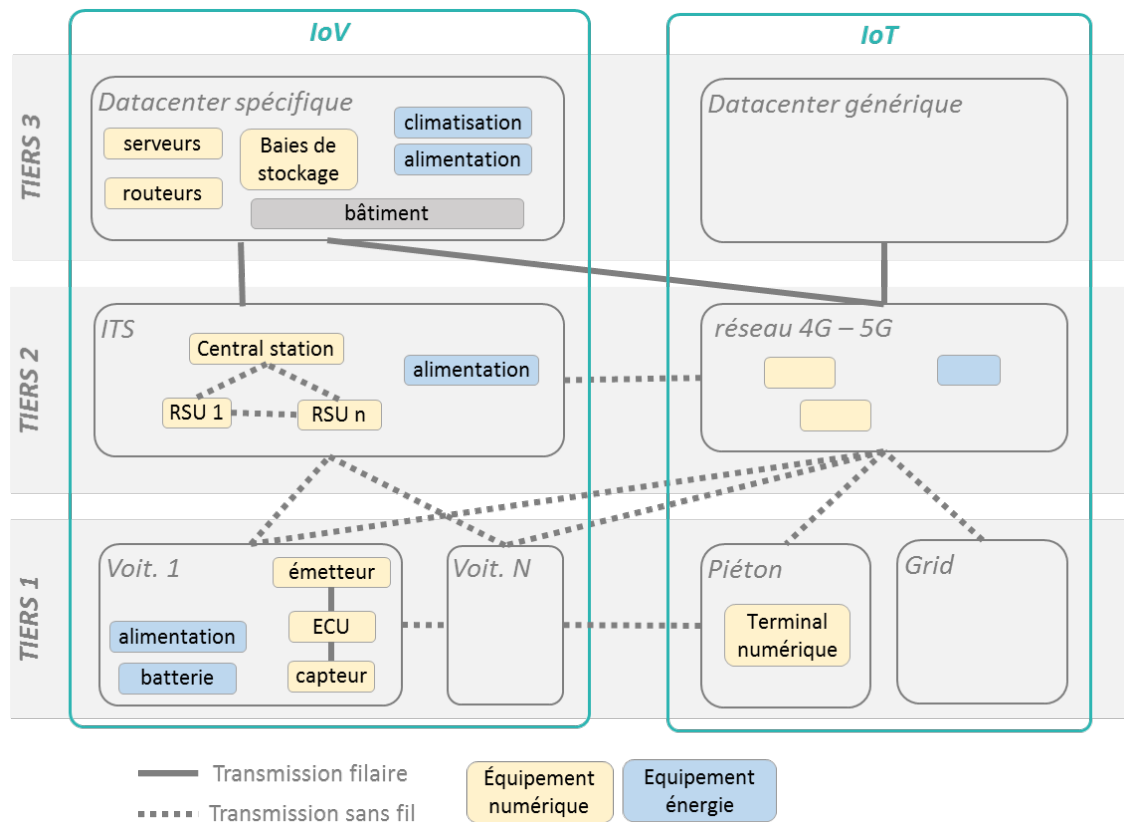 IoV
IoT
TIERS 3
Datacenter spécifique
serveurs
routeurs
Baies de
stockage
climatisation
alimentation
bâtiment
Datacenter générique
TIERS 2
ITS
Central station
RSU 1
RSU n
alimentation
réseau 4G – 5G
TIERS 1
Voit. 1
alimentation
batterie
émetteur
ECU
capteur
Voit. N
Piéton
Terminal
numérique
Grid
Transmission filaire
Transmission sans fil
Équipement
numérique
Equipement
énergie